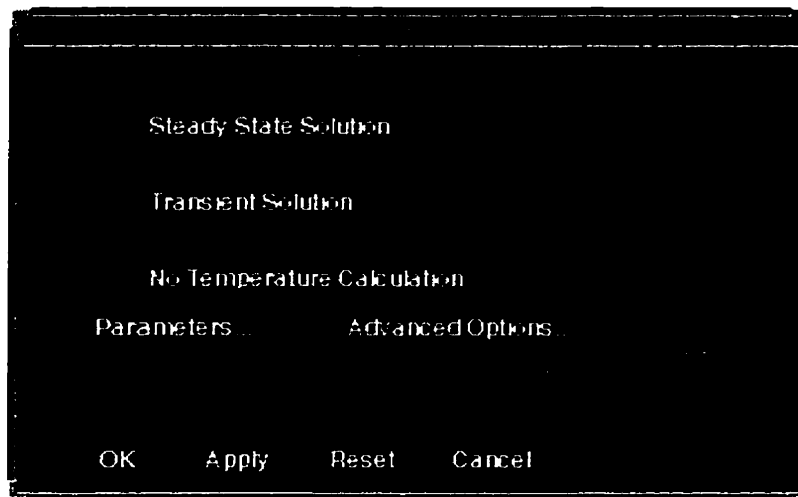 Steady State Solution
Transient Solution
No Temperature Calculation
Parameters... Advanced Options...
OK Apply Reset Cancel